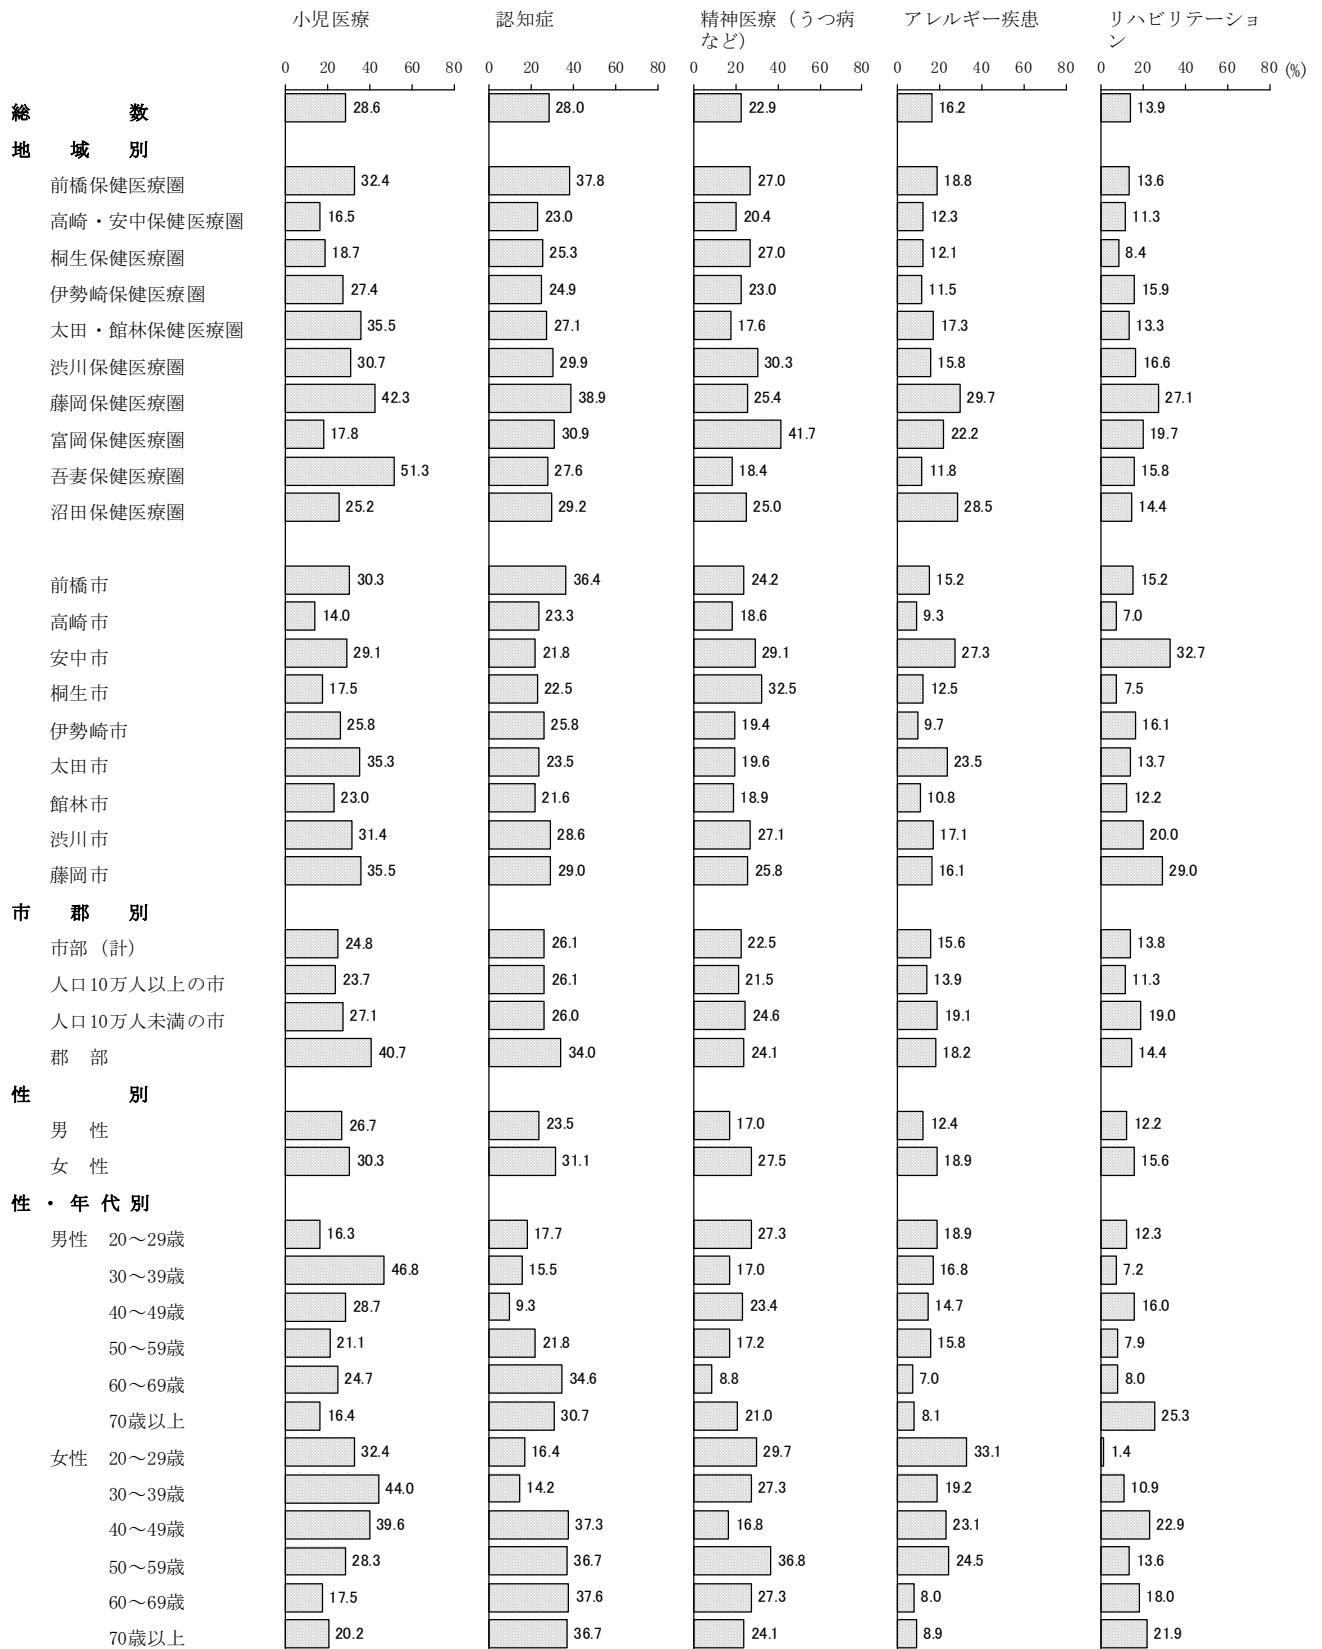 小児医療 認知症 精神医療（うつ病 アレルギー疾患 リハビリテーショ
など） ン
0 20 40 60 80 0 20 40 60 80 0 20 40 60 80 0 20 40 60 80 0 20 40 60 80 (%)
総 数 28.6 28.0 22.9 16.2 13.9
地 域 別
前橋保健医療圏 32.4 37.8 27.0 18.8 13.6
高崎・安中保健医療圏 16.5 23.0 20.4 12.3 11.3
桐生保健医療圏 18.7 25.3 27.0 12.1 8.4
伊勢崎保健医療圏 27.4 24.9 23.0 11.5 15.9
太田・館林保健医療圏 35.5 27.1 17.6 17.3 13.3
渋川保健医療圏 30.7 29.9 30.3 15.8 16.6
藤岡保健医療圏 42.3 38.9 25.4 29.7 27.1
富岡保健医療圏 17.8 30.9 41.7 22.2 19.7
吾妻保健医療圏 51.3 27.6 18.4 11.8 15.8
沼田保健医療圏 25.2 29.2 25.0 28.5 14.4
前橋市 30.3 36.4 24.2 15.2 15.2
高崎市 14.0 23.3 18.6 9.3 7.0
安中市 29.1 21.8 29.1 27.3 32.7
桐生市 17.5 22.5 32.5 12.5 7.5
伊勢崎市 25.8 25.8 19.4 9.7 16.1
太田市 35.3 23.5 19.6 23.5 13.7
館林市 23.0 21.6 18.9 10.8 12.2
渋川市 31.4 28.6 27.1 17.1 20.0
藤岡市 35.5 29.0 25.8 16.1 29.0
市 郡 別
市部（計） 24.8 26.1 22.5 15.6 13.8
人口10万人以上の市 23.7 26.1 21.5 13.9 11.3
人口10万人未満の市 27.1 26.0 24.6 19.1 19.0
郡 部 40.7 34.0 24.1 18.2 14.4
性 別
男 性 26.7 23.5 17.0 12.4 12.2
女 性 30.3 31.1 27.5 18.9 15.6
性 ・ 年 代 別
男性 20～29歳 16.3 17.7 27.3 18.9 12.3
30～39歳 46.8 15.5 17.0 16.8 7.2
40～49歳 28.7 9.3 23.4 14.7 16.0
50～59歳 21.1 21.8 17.2 15.8 7.9
60～69歳 24.7 34.6 8.8 7.0 8.0
70歳以上 16.4 30.7 21.0 8.1 25.3
女性 20～29歳 32.4 16.4 29.7 33.1 1.4
30～39歳 44.0 14.2 27.3 19.2 10.9
40～49歳 39.6 37.3 16.8 23.1 22.9
50～59歳 28.3 36.7 36.8 24.5 13.6
60～69歳 17.5 37.6 27.3 8.0 18.0
70歳以上 20.2 36.7 24.1 8.9 21.9